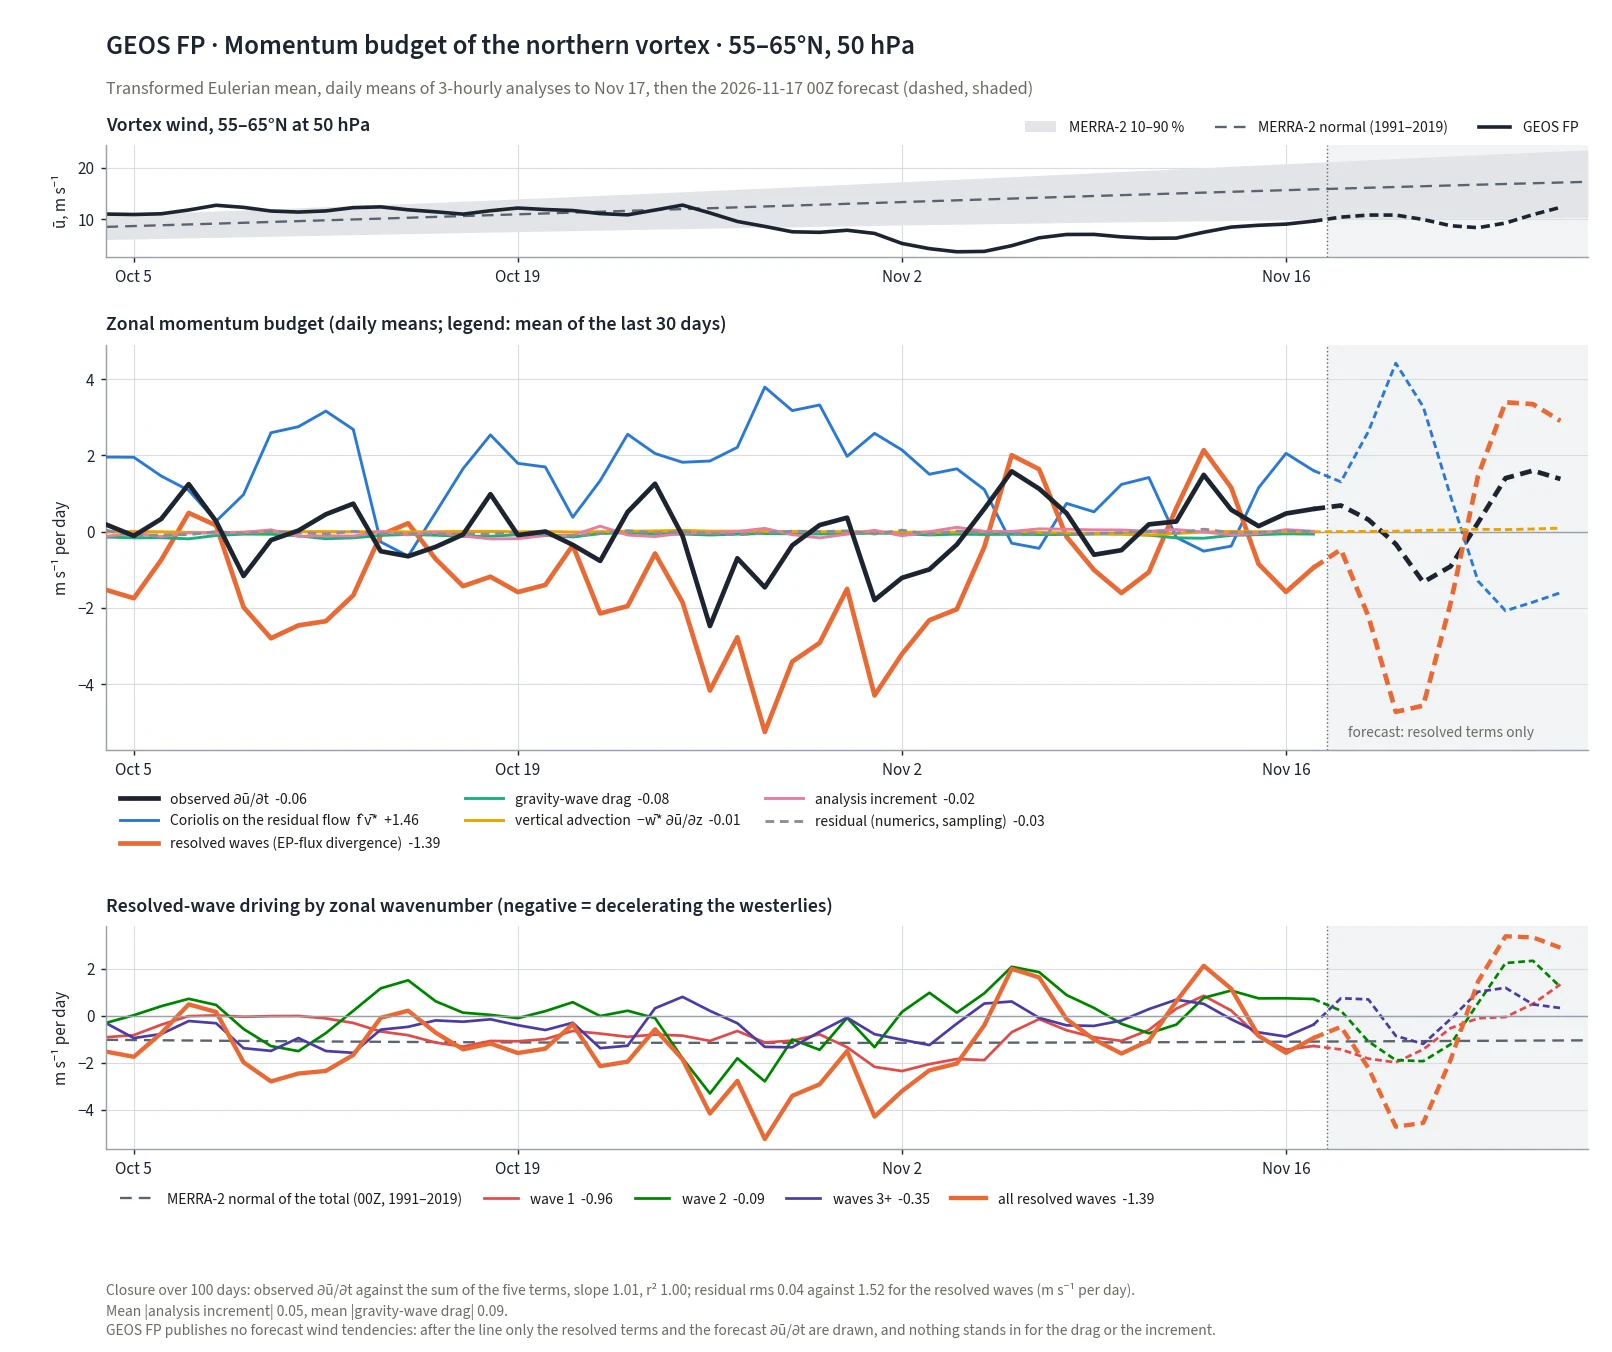 GEOS FP · Momentum budget of the northern vortex · 55–65°N, 50 hPa
Transformed Eulerian mean, daily means of 3-hourly analyses to Nov 17, then the 2026-11-17 00Z forecast (dashed, shaded)
Vortex wind, 55–65°N at 50 hPa
MERRA-2 10–90 %
MERRA-2 normal (1991–2019)
GEOS FP
ū, m s⁻¹
20
10
Oct 5
Oct 19
Nov 2
Nov 16
Zonal momentum budget (daily means; legend: mean of the last 30 days)
m s⁻¹ per day
4
2
0
−2
−4
forecast: resolved terms only
Oct 5
Oct 19
Nov 2
Nov 16
observed ∂ū/∂t -0.06
Coriolis on the residual flow f v̄* +1.46
resolved waves (EP-flux divergence) -1.39
gravity-wave drag -0.08
vertical advection −w̄* ∂ū/∂z -0.01
analysis increment -0.02
residual (numerics, sampling) -0.03
Resolved-wave driving by zonal wavenumber (negative = decelerating the westerlies)
m s⁻¹ per day
2
0
−2
−4
Oct 5
Oct 19
Nov 2
Nov 16
MERRA-2 normal of the total (00Z, 1991–2019)
wave 1 -0.96
wave 2 -0.09
waves 3+ -0.35
all resolved waves -1.39
Closure over 100 days: observed ∂ū/∂t against the sum of the five terms, slope 1.01, r² 1.00; residual rms 0.04 against 1.52 for the resolved waves (m s⁻¹ per day).
Mean |analysis increment| 0.05, mean |gravity-wave drag| 0.09.
GEOS FP publishes no forecast wind tendencies: after the line only the resolved terms and the forecast ∂ū/∂t are drawn, and nothing stands in for the drag or the increment.